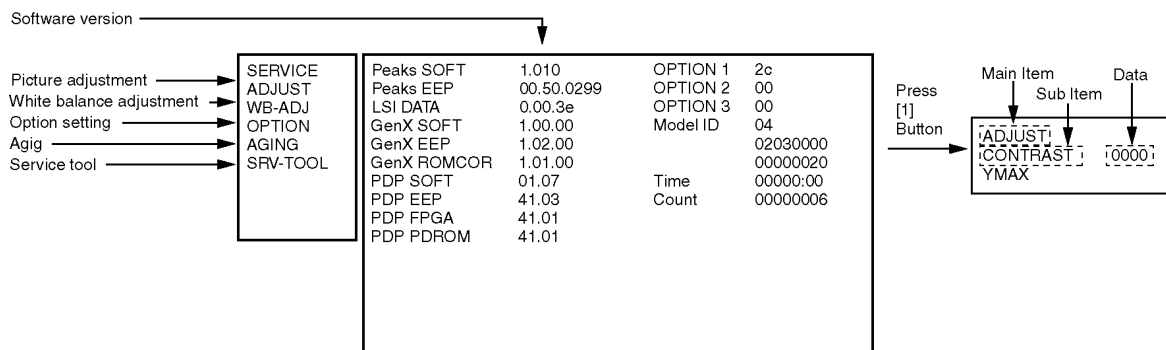 Software version
Picture adjustment
White balance adjustment
Option setting
Agig
Service tool
SERVICE
ADJUST
WB-ADJ
OPTION
AGING
SRV-TOOL
Peaks SOFT 1.010 OPTION 1 2c
Peaks EEP 00.50.0299 OPTION 2 00
LSI DATA 0.00.3e OPTION 3 00
GenX SOFT 1.00.00 Model ID 04
GenX EEP 1.02.00 02030000
GenX ROMCOR 1.01.00 00000020
PDP SOFT 01.07 Time 00000:00
PDP EEP 41.03 Count 00000006
PDP FPGA 41.01
PDP PDROM 41.01
Press
[1]
Button
Main Item
Sub Item
Data
ADJUST
CONTRAST 0000
YMAX